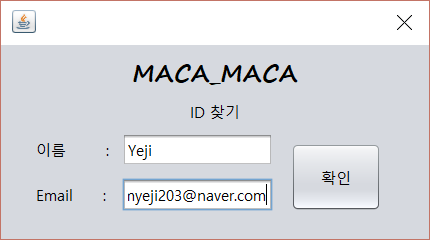 MACA_MACA
ID 찾기
이름 : Yeji
Email : nyeji203@naver.com
확인